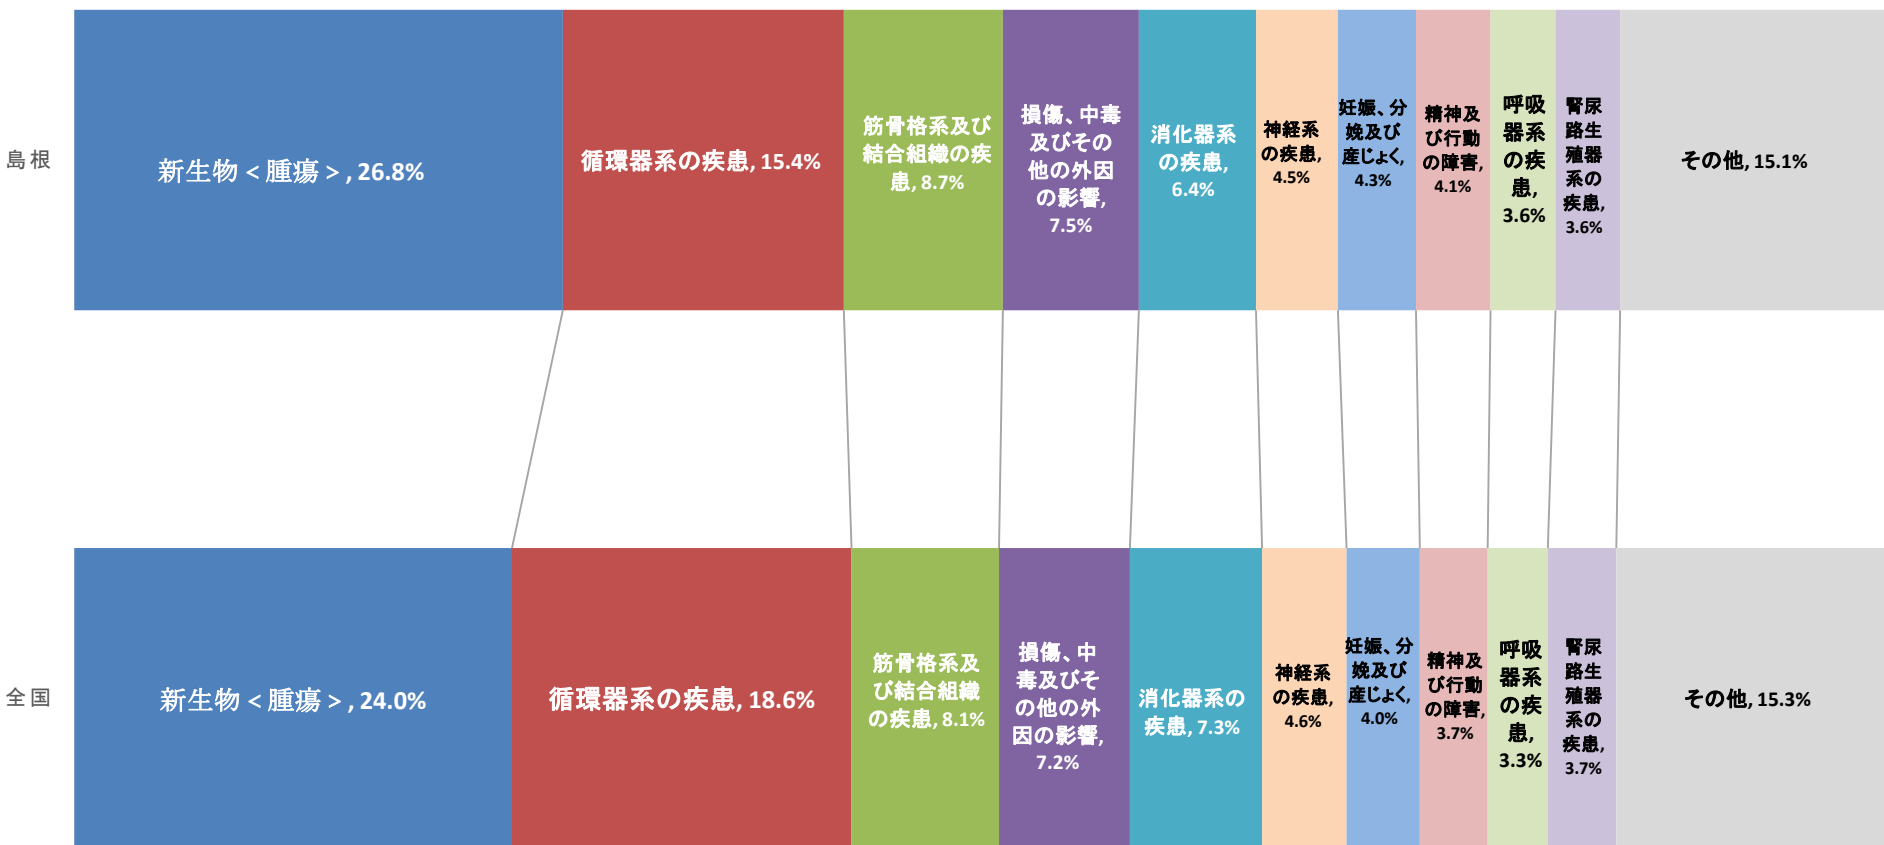 島根
新生物＜腫瘍＞, 26.8%
循環器系の疾患, 15.4%
筋骨格系及び
結合組織の疾
患, 8.7%
損傷、中毒
及びその
他の外因
の影響,
7.5%
消化器系
の疾患,
6.4%
神経系
の疾患,
4.5%
妊娠、分
娩及び
産じょく,
4.3%
精神及
び行動
の障害,
4.1%
呼吸
器系
の疾
患,
3.6%
腎尿
路生
殖器
系の
疾患,
3.6%
その他, 15.1%
全国
新生物＜腫瘍＞, 24.0%
循環器系の疾患, 18.6%
筋骨格系及
び結合組織
の疾患, 8.1%
損傷、中
毒及びそ
の他の外
因の影響,
7.2%
消化器系の
疾患, 7.3%
神経系
の疾患,
4.6%
妊娠、分
娩及び
産じょく,
4.0%
精神及
び行動
の障害,
3.7%
呼吸
器系
の疾
患,
3.3%
腎尿
路生
殖器
系の
疾患,
3.7%
その他, 15.3%